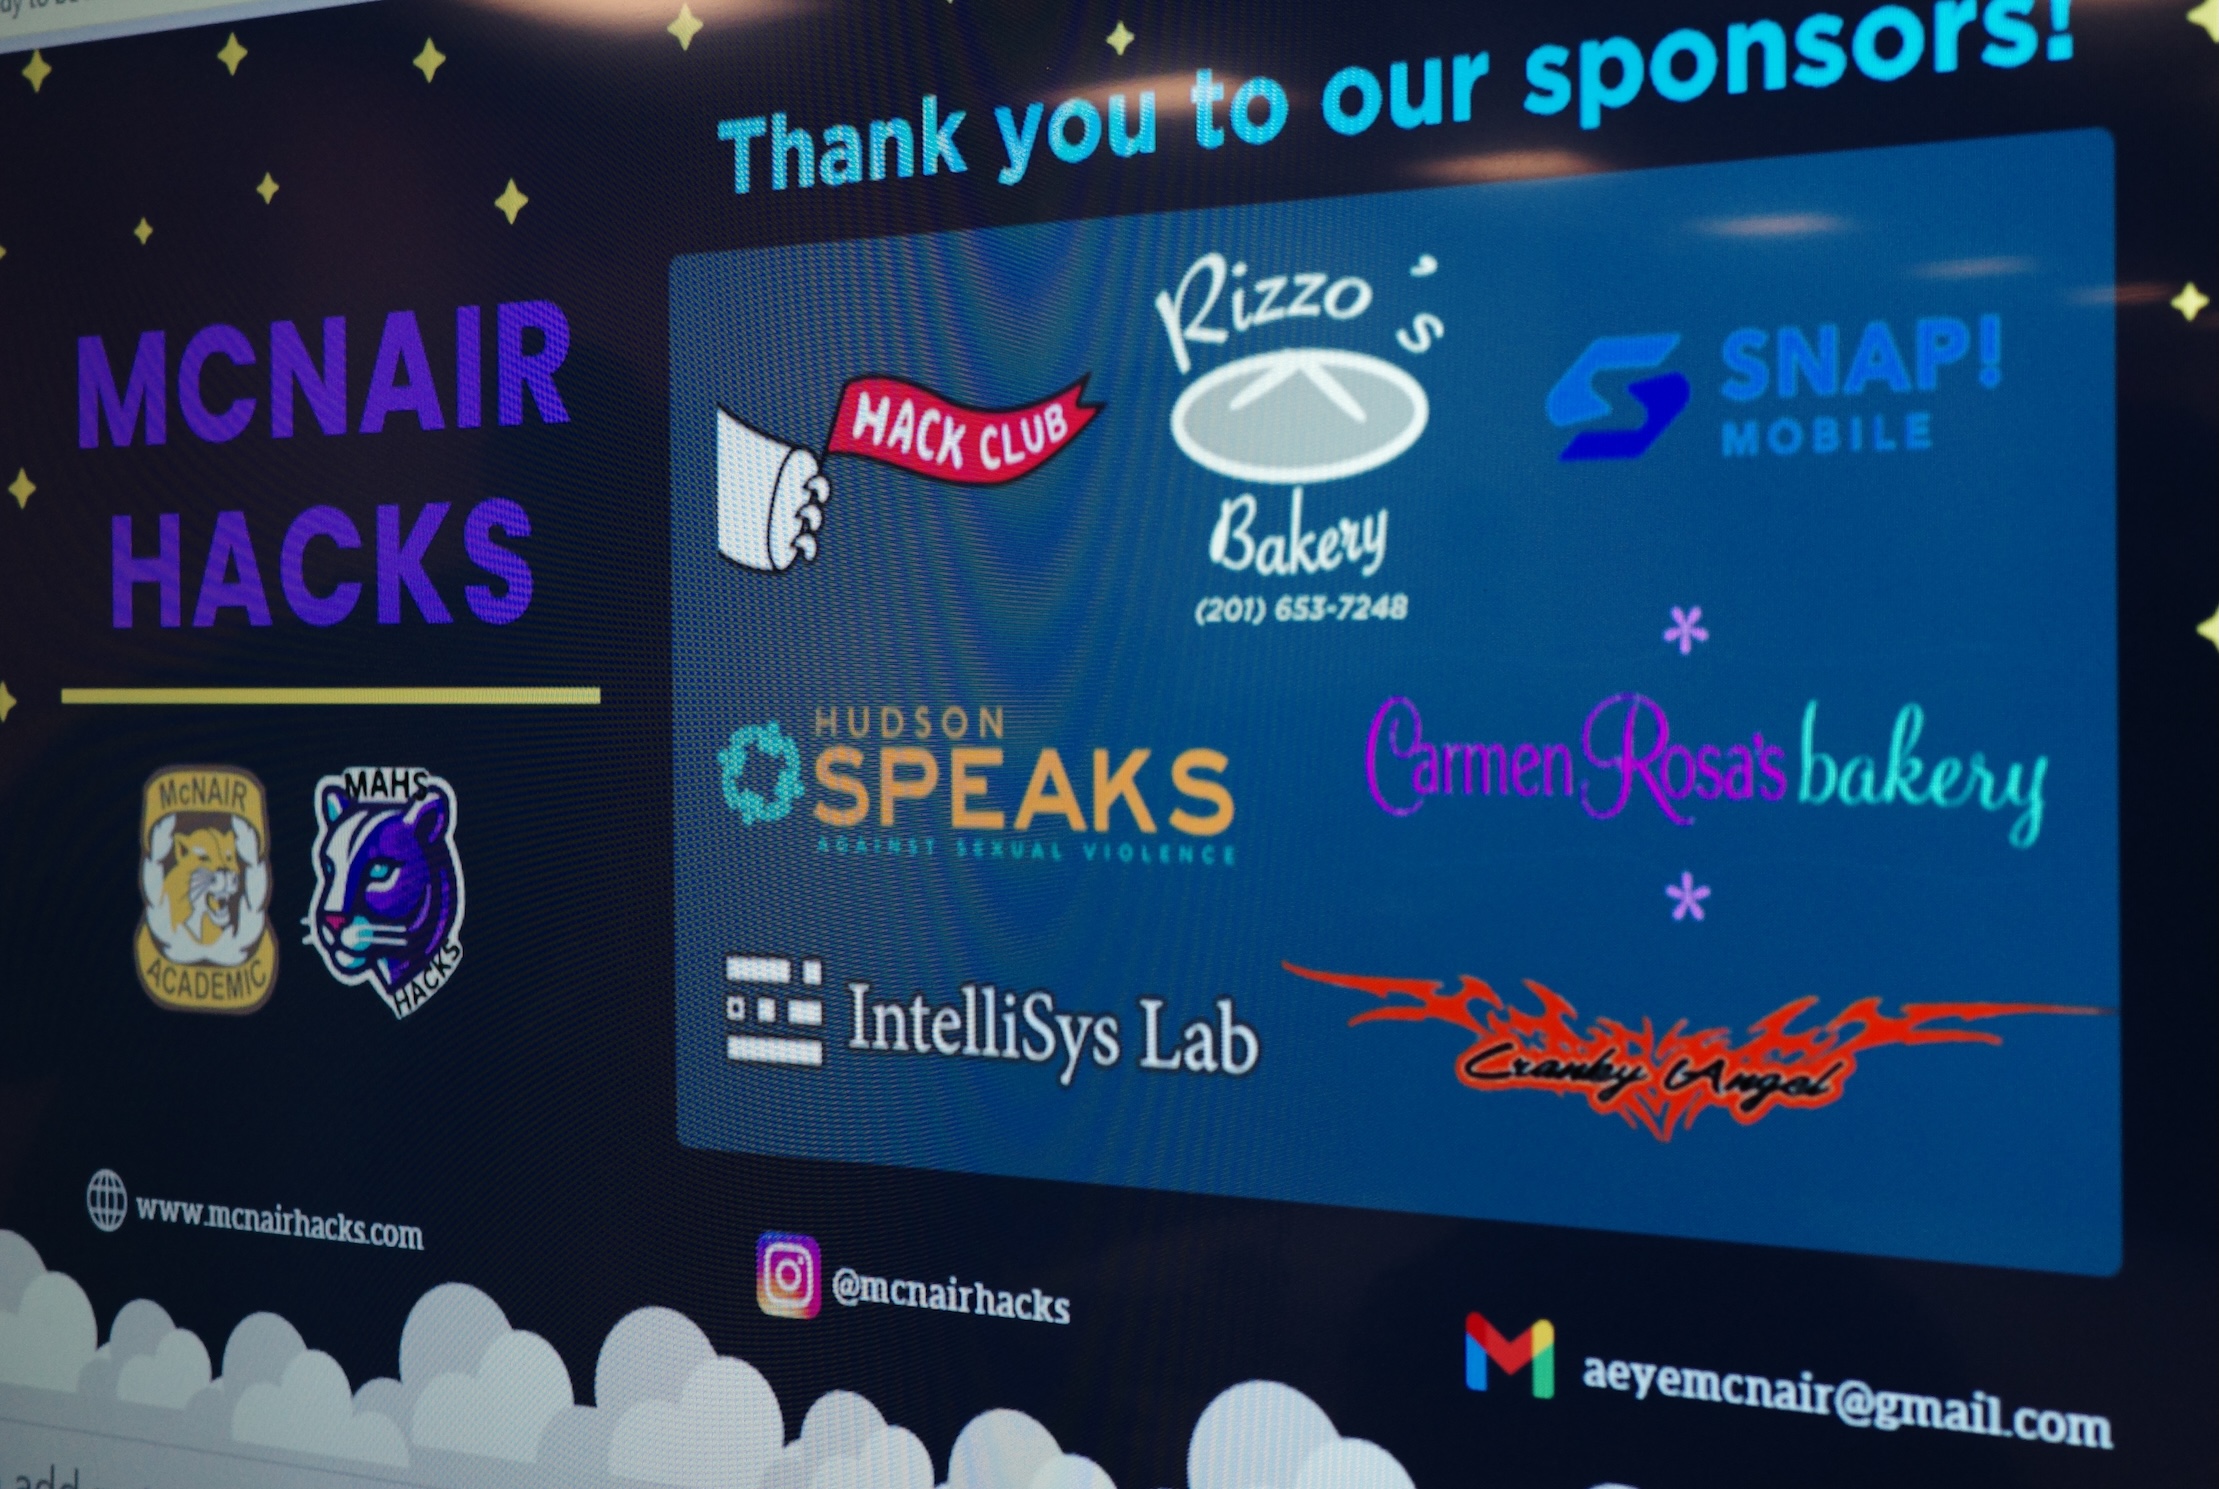 Thank you to our sponsors!
MCNAIR
HACKS
McNAIR
ACADEMIC
MAHS
HACKS
www.mcnairhacks.com
HACK CLUB
Rizzo's
Bakery
(201) 653-7248
SNAP!
MOBILE
HUDSON
SPEAKS
AGAINST SEXUAL VIOLENCE
Carmen Rosa's bakery
IntelliSys Lab
Cranky Angel
@mcnairhacks
aeyemcnair@gmail.com